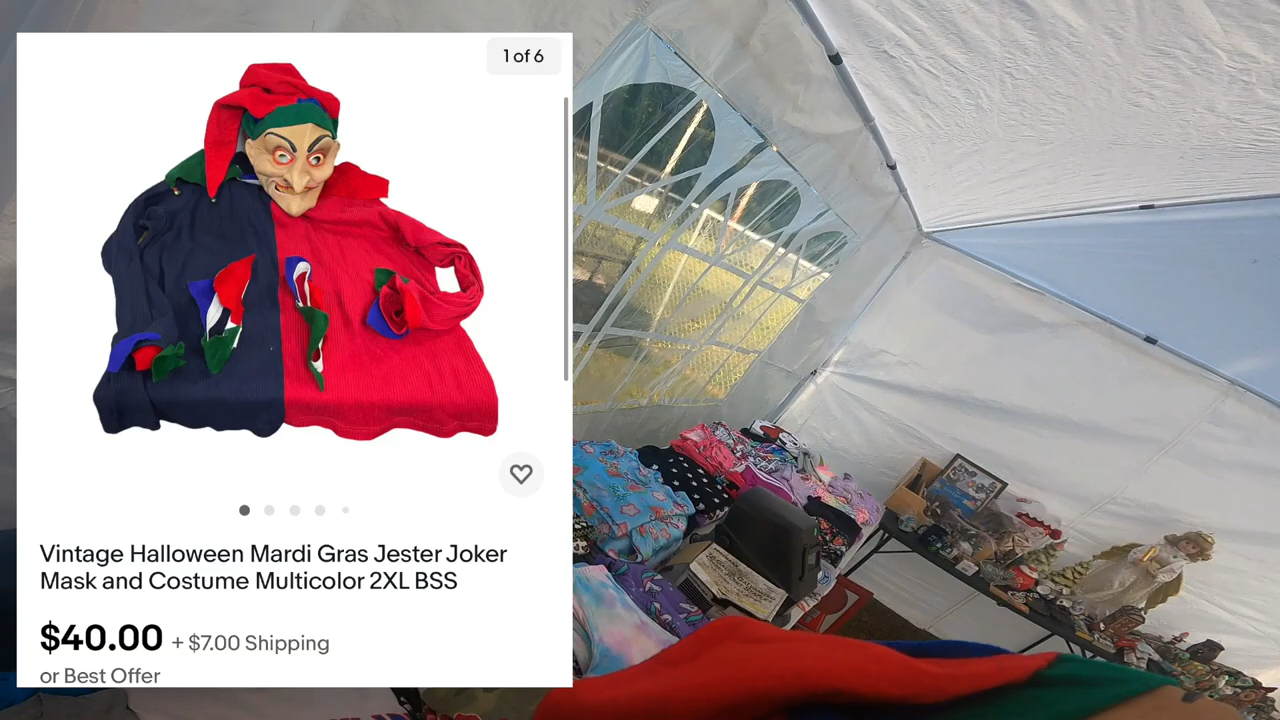 1 of 6
Vintage Halloween Mardi Gras Jester Joker
Mask and Costume Multicolor 2XL BSS
$40.00 + $7.00 Shipping
or Best Offer